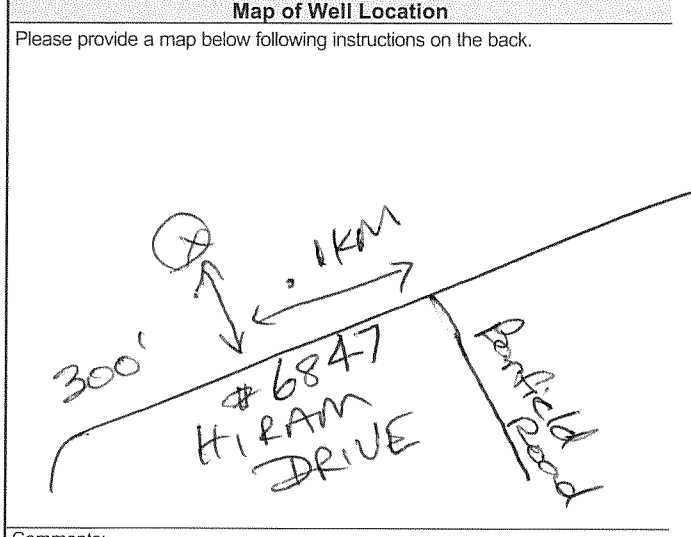 Map of Well Location
Please provide a map below following instructions on the back.
.1KM
300'
#6847
HIRAM
DRIVE
Road
Comments: